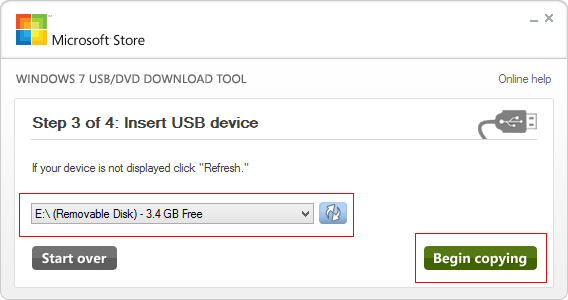 Microsoft Store
WINDOWS 7 USB/DVD DOWNLOAD TOOL
Online help
Step 3 of 4: Insert USB device
If your device is not displayed click "Refresh."
E:\ (Removable Disk) - 3.4 GB Free
Start over
Begin copying